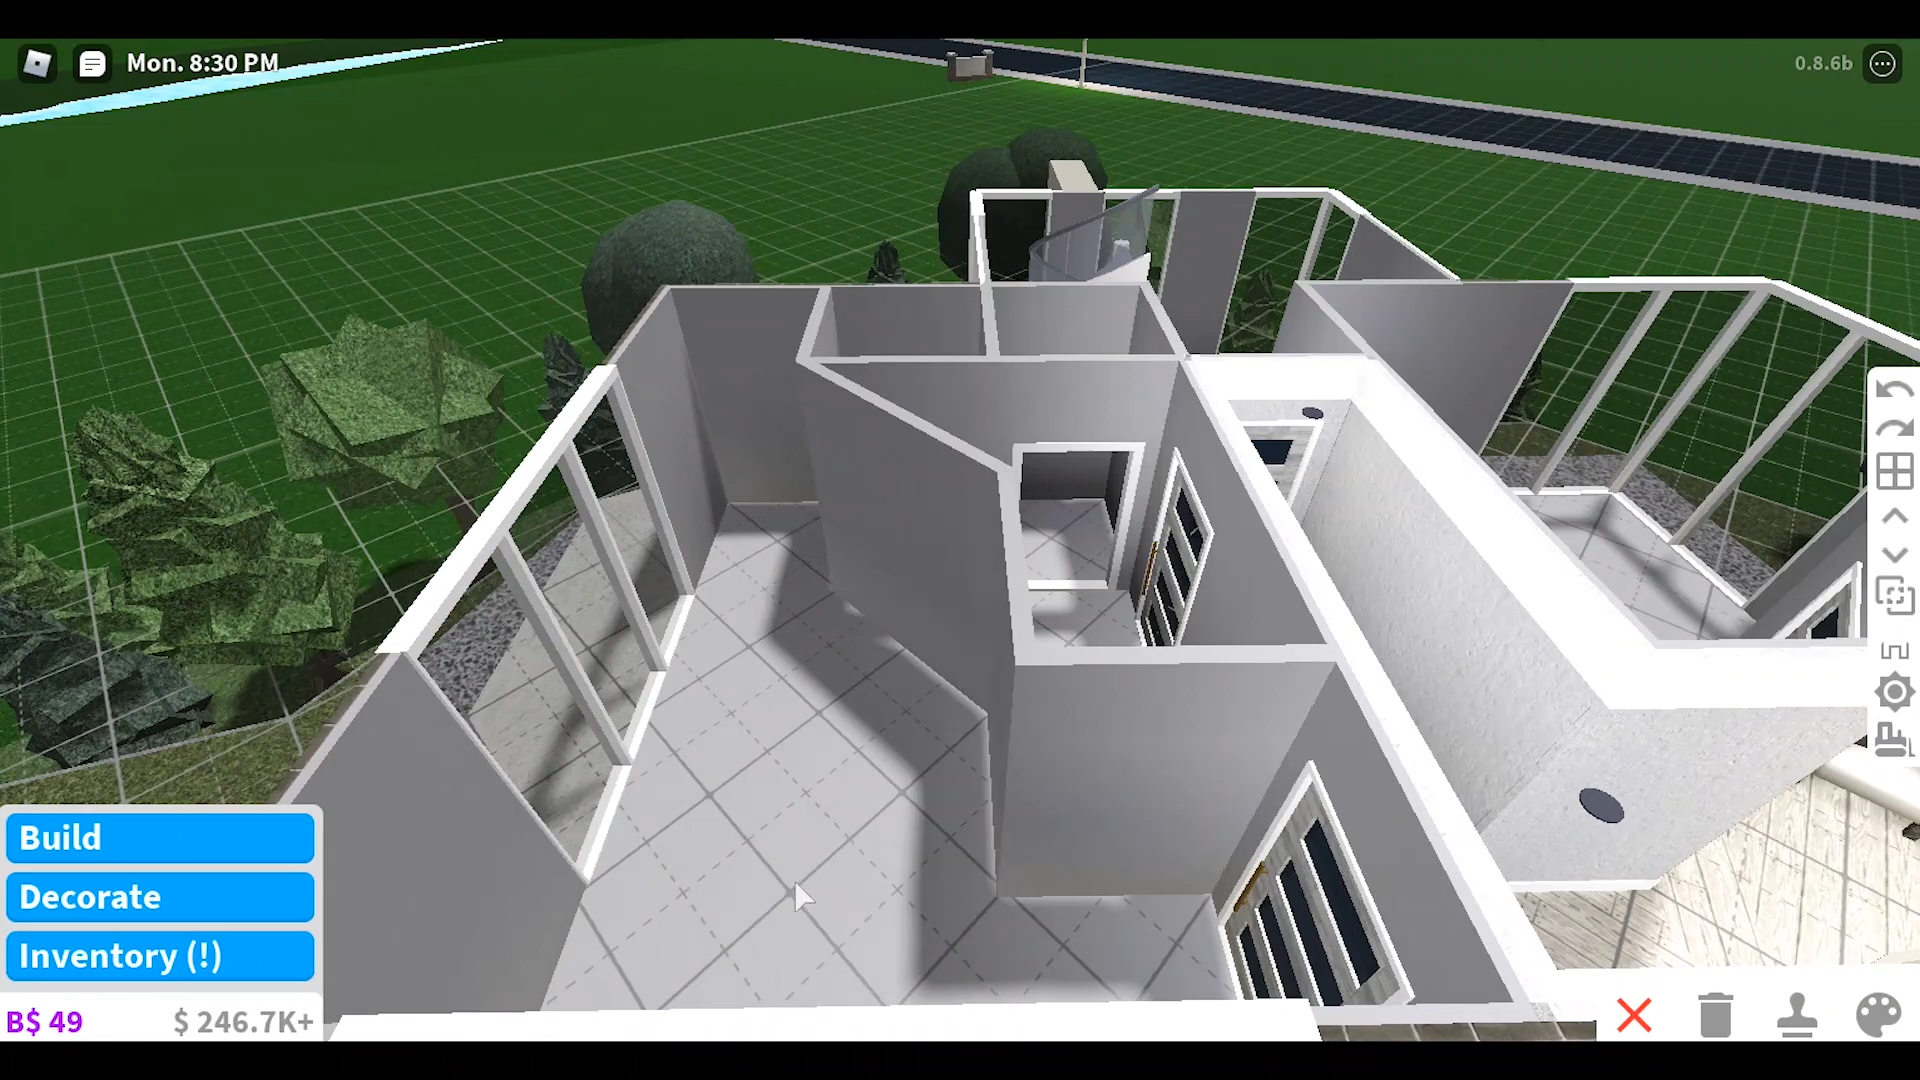 Mon. 8:30 PM
0.8.6b
Build
Decorate
Inventory (!)
B$ 49
$ 246.7K+